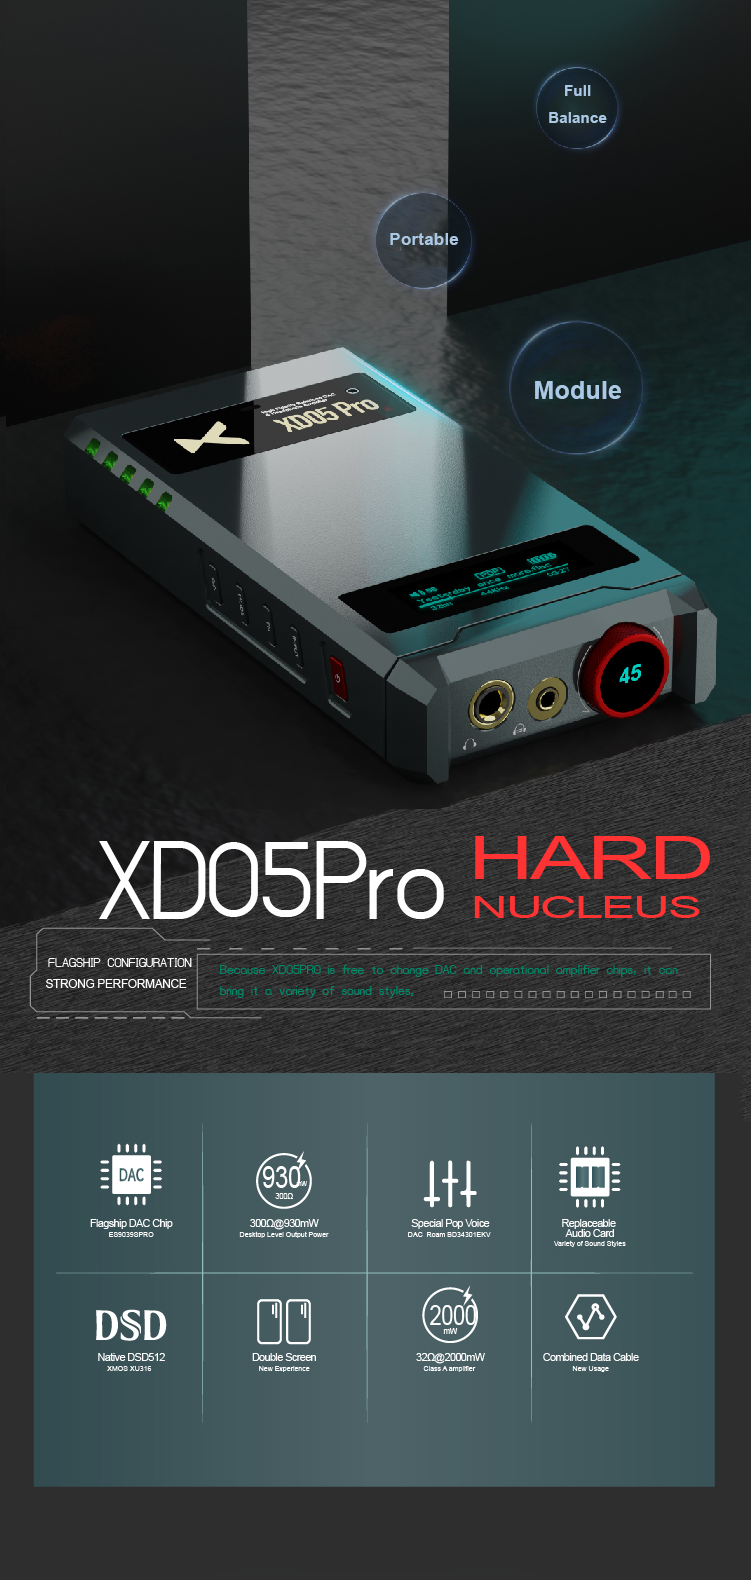 Full
Balance
Portable
Module
XD05 Pro
45
XD05Pro
HARD
NUCLEUS
FLAGSHIP CONFIGURATION
STRONG PERFORMANCE
Because XD05PRO is free to change DAC and operational amplifier chips, it can
bring it a variety of sound styles.
DAC
930mW
300Ω
Flagship DAC Chip
ES9039SPRO
300Ω@930mW
Desktop Level Output Power
Special Pop Voice
DAC Roam BD34301EKV
Replaceable
Audio Card
Variety of Sound Styles
DSD
2000
mW
Native DSD512
XMOS XU316
Double Screen
New Experience
32Ω@2000mW
Class A amplifier
Combined Data Cable
New Usage